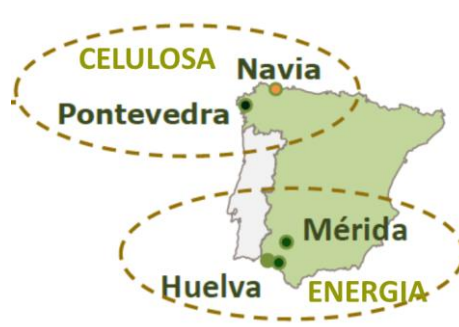 CELULOSA
Navia
Pontevedra
Mérida
Huelva
ENERGIA